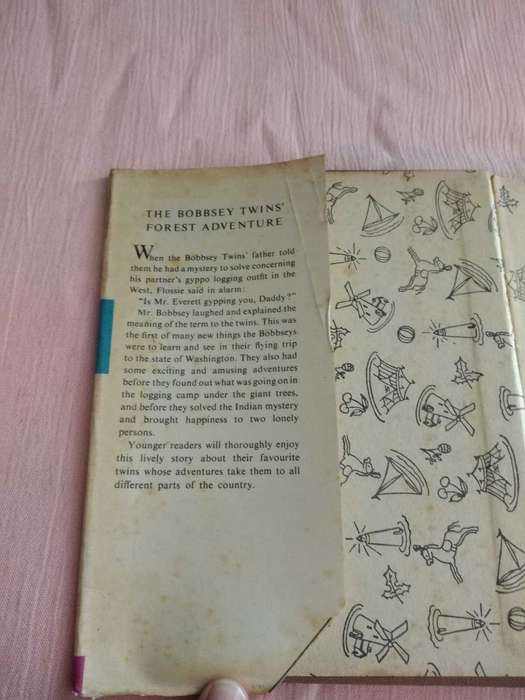 THE BOBBSEY TWINS'
FOREST ADVENTURE
When the Bobbsey Twins' father told
them he had a mystery to solve concerning
his partner's gyppo logging outfit in the
West, Flossie said in alarm:
"Is Mr. Everett gypping you, Daddy?"
Mr. Bobbsey laughed and explained the
meaning of the term to the twins. This was
the first of many new things the Bobbseys
were to learn and see in their flying trip
to the state of Washington. They also had
some exciting and amusing adventures
before they found out what was going on in
the logging camp under the giant trees,
and before they solved the Indian mystery
and brought happiness to two lonely
persons.
Younger readers will thoroughly enjoy
this lively story about their favourite
twins whose adventures take them to all
different parts of the country.